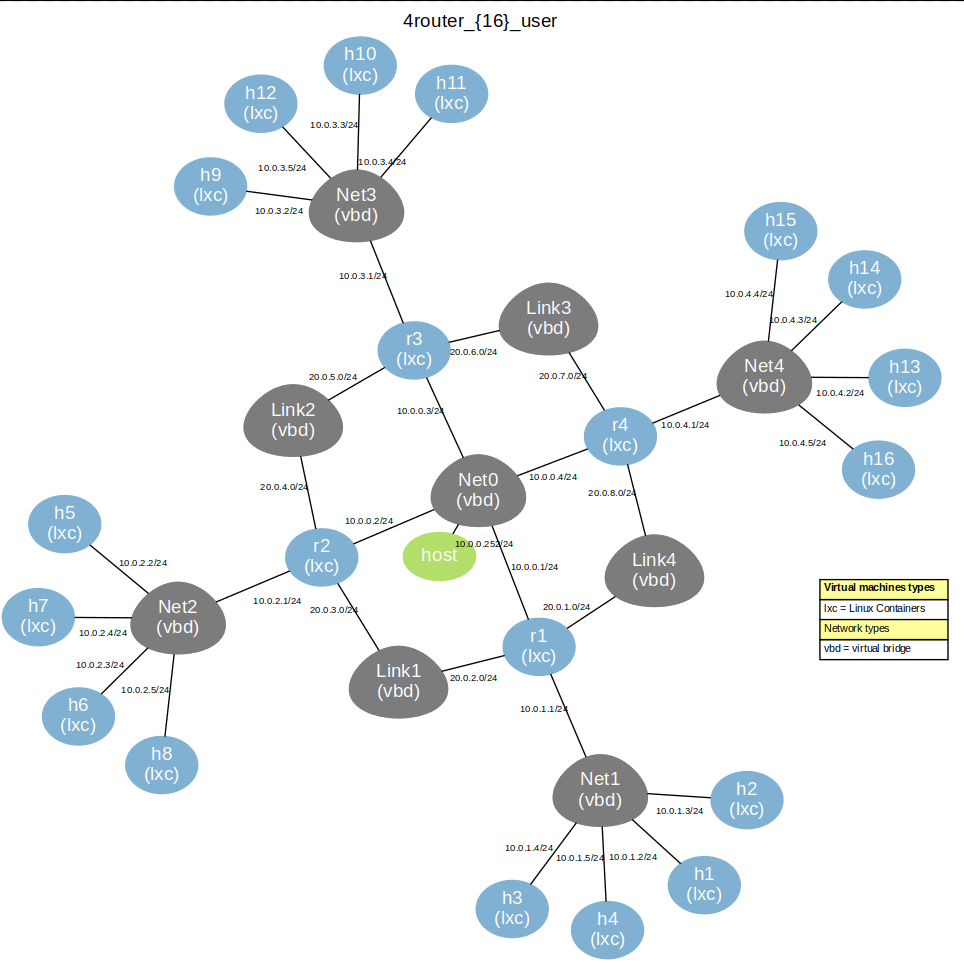 4router_{16}_user
h10
(lxc)
h11
(lxc)
h12
(lxc)
10.0.3.3/24
10.0.3.4/24
10.0.3.5/24
h9
(lxc)
10.0.3.2/24
Net3
(vbd)
10.0.3.1/24
h15
(lxc)
h14
(lxc)
10.0.4.4/24
10.0.4.3/24
Link3
(vbd)
r3
(lxc)
20.0.6.0/24
20.0.7.0/24
20.0.5.0/24
Net4
(vbd)
h13
(lxc)
10.0.4.2/24
Link2
(vbd)
10.0.0.3/24
r4
(lxc)
10.0.4.1/24
10.0.4.5/24
h16
(lxc)
20.0.4.0/24
Net0
(vbd)
10.0.0.4/24
20.0.8.0/24
h5
(lxc)
10.0.0.2/24
r2
(lxc)
host
10.0.0.252/24
10.0.0.1/24
Link4
(vbd)
10.0.2.2/24
h7
(lxc)
10.0.2.4/24
Net2
(vbd)
10.0.2.1/24
20.0.3.0/24
20.0.1.0/24
r1
(lxc)
10.0.2.3/24
10.0.2.5/24
Link1
(vbd)
20.0.2.0/24
h6
(lxc)
10.0.1.1/24
h8
(lxc)
Net1
(vbd)
h2
(lxc)
10.0.1.3/24
10.0.1.4/24
10.0.1.5/24
10.0.1.2/24
h1
(lxc)
h3
(lxc)
h4
(lxc)
Virtual machines types
lxc = Linux Containers
Network types
vbd = virtual bridge